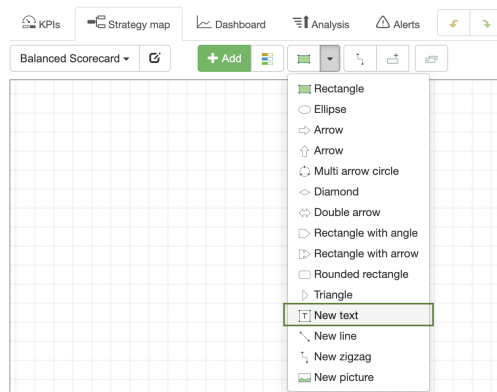 KPIs
Strategy map
Dashboard
Analysis
Alerts
Balanced Scorecard
+ Add
Rectangle
Ellipse
Arrow
Arrow
Multi arrow circle
Diamond
Double arrow
Rectangle with angle
Rectangle with arrow
Rounded rectangle
Triangle
T New text
New line
New zigzag
New picture